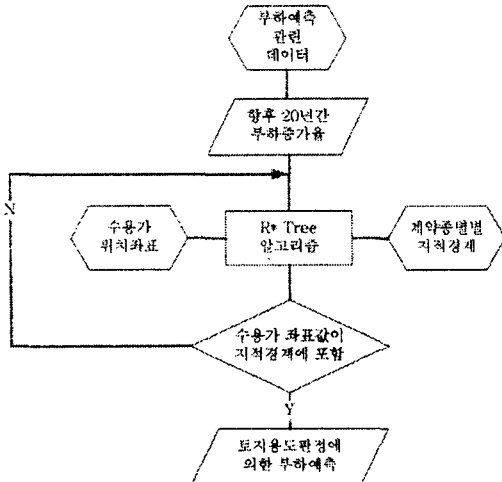 부하예측
관련
데이터
향후 20년간
부하증가율
N
수용가
위치좌표
R* Tree
알고리즘
계약종별별
지적경계
수용가 좌표값이
지적경계에 포함
Y
토지용도판정에
의한 부하예측